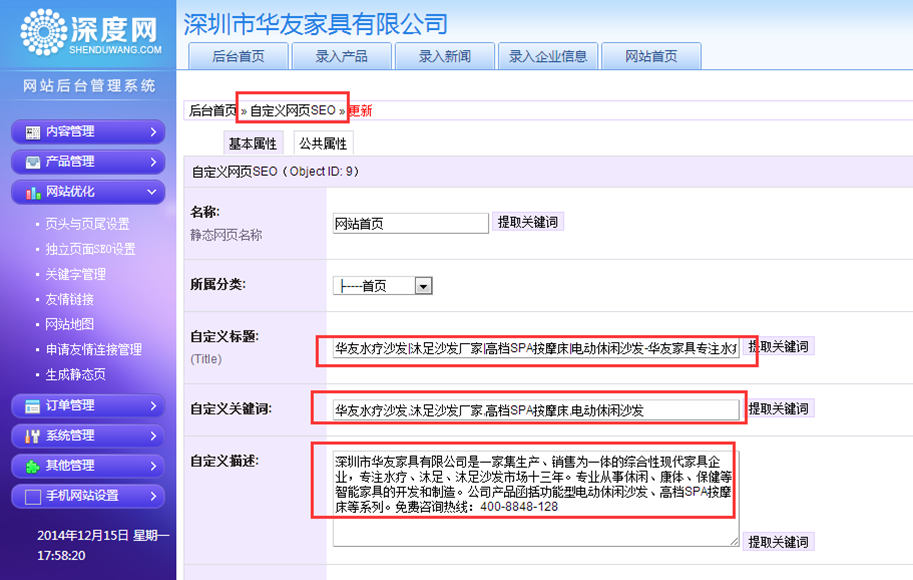 深度网
SHENDUWANG.COM
网站后台管理系统
内容管理
产品管理
网站优化
页头与页尾设置
独立页面SEO设置
关键字管理
友情链接
网站地图
申请友情连接管理
生成静态页
订单管理
系统管理
其他管理
手机网站设置
2014年12月15日 星期一
17:58:20
深圳市华友家具有限公司
后台首页 录入产品 录入新闻 录入企业信息 网站首页
后台首页 » 自定义网页SEO » 更新
基本属性 公共属性
自定义网页SEO（Object ID: 9）
名称:
静态网页名称
网站首页 提取关键词
所属分类:
├----首页
自定义标题:
(Title)
华友水疗沙发|沐足沙发厂家|高档SPA按摩床|电动休闲沙发-华友家具专注水 提取关键词
自定义关键词:
华友水疗沙发,沐足沙发厂家,高档SPA按摩床,电动休闲沙发 提取关键词
自定义描述:
深圳市华友家具有限公司是一家集生产、销售为一体的综合性现代家具企
业，专注水疗、沐足、沐足沙发市场十三年。专业从事休闲、康体、保健等
智能家具的开发和制造。公司产品函括功能型电动休闲沙发、高档SPA按摩
床等系列。免费咨询热线：400-8848-128
提取关键词